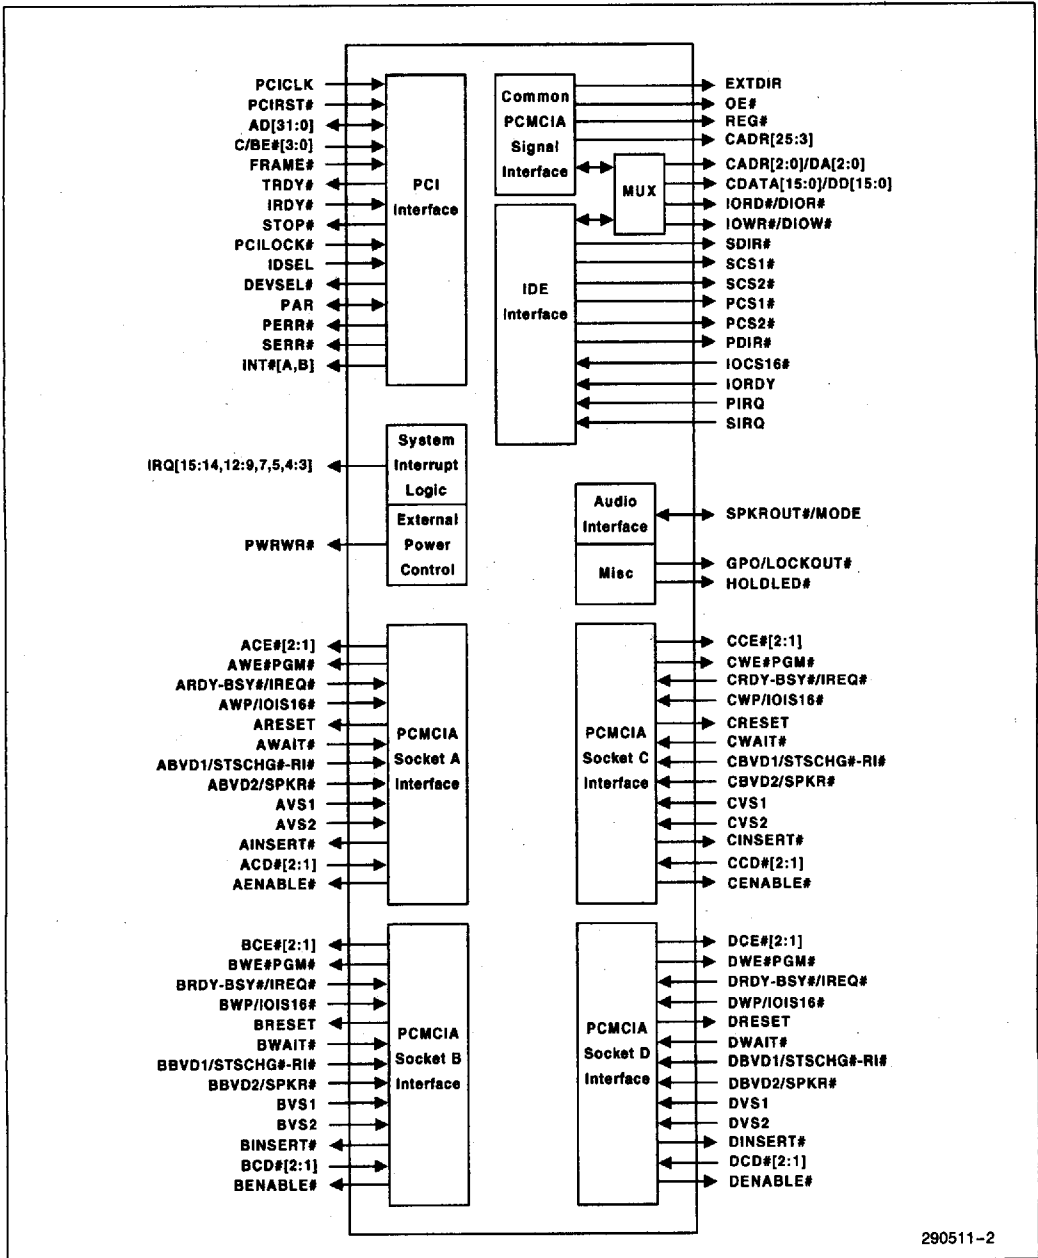 PCICLK
PCIRST#
AD[31:0]
C/BE#[3:0]
FRAME#
TRDY#
IRDY#
STOP#
PCILOCK#
IDSEL
DEVSEL#
PAR
PERR#
SERR#
INT#[A,B]
PCI
Interface
Common
PCMCIA
Signal
Interface
MUX
IDE
Interface
EXTDIR
OE#
REG#
CADR[25:3]
CADR[2:0]/DA[2:0]
CDATA[15:0]/DD[15:0]
IORD#/DIOR#
IOWR#/DIOW#
SDIR#
SCS1#
SCS2#
PCS1#
PCS2#
PDIR#
IOCS16#
IORDY
PIRQ
SIRQ
IRQ[15:14,12:9,7,5,4:3]
PWRWR#
System
Interrupt
Logic
External
Power
Control
Audio
Interface
Misc
SPKROUT#/MODE
GPO/LOCKOUT#
HOLDLED#
ACE#[2:1]
AWE#PGM#
ARDY-BSY#/IREQ#
AWP/IOIS16#
ARESET
AWAIT#
ABVD1/STSCHG#-RI#
ABVD2/SPKR#
AVS1
AVS2
AINSERT#
ACD#[2:1]
AENABLE#
PCMCIA
Socket A
Interface
PCMCIA
Socket C
Interface
CCE#[2:1]
CWE#PGM#
CRDY-BSY#/IREQ#
CWP/IOIS16#
CRESET
CWAIT#
CBVD1/STSCHG#-RI#
CBVD2/SPKR#
CVS1
CVS2
CINSERT#
CCD#[2:1]
CENABLE#
BCE#[2:1]
BWE#PGM#
BRDY-BSY#/IREQ#
BWP/IOIS16#
BRESET
BWAIT#
BBVD1/STSCHG#-RI#
BBVD2/SPKR#
BVS1
BVS2
BINSERT#
BCD#[2:1]
BENABLE#
PCMCIA
Socket B
Interface
PCMCIA
Socket D
Interface
DCE#[2:1]
DWE#PGM#
DRDY-BSY#/IREQ#
DWP/IOIS16#
DRESET
DWAIT#
DBVD1/STSCHG#-RI#
DBVD2/SPKR#
DVS1
DVS2
DINSERT#
DCD#[2:1]
DENABLE#
290511-2